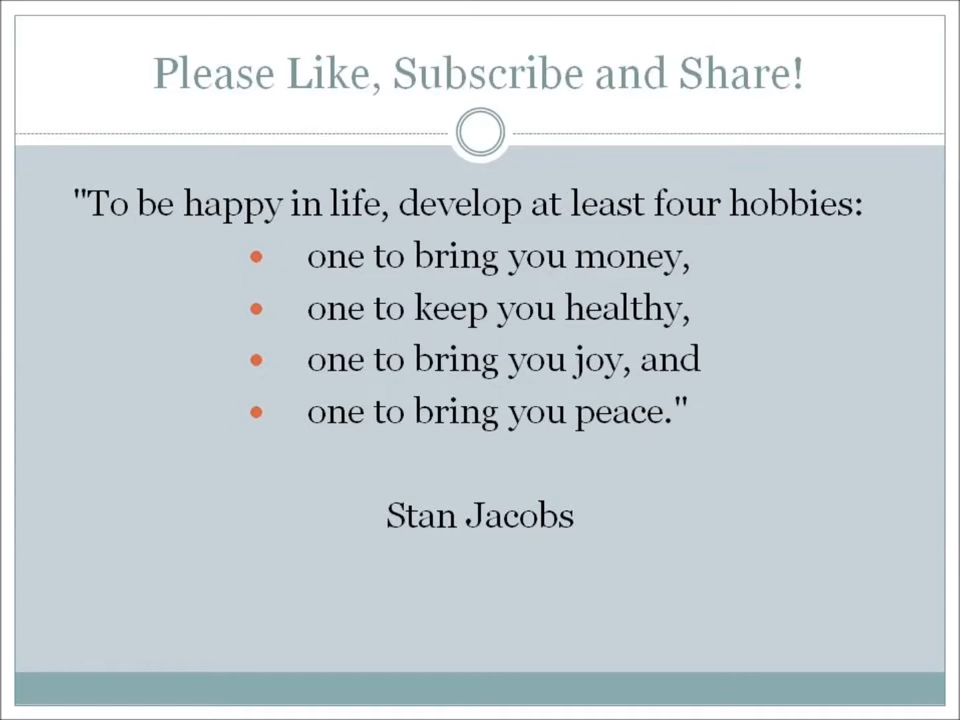 Please Like, Subscribe and Share!
"To be happy in life, develop at least four hobbies:
• one to bring you money,
• one to keep you healthy,
• one to bring you joy, and
• one to bring you peace."
Stan Jacobs